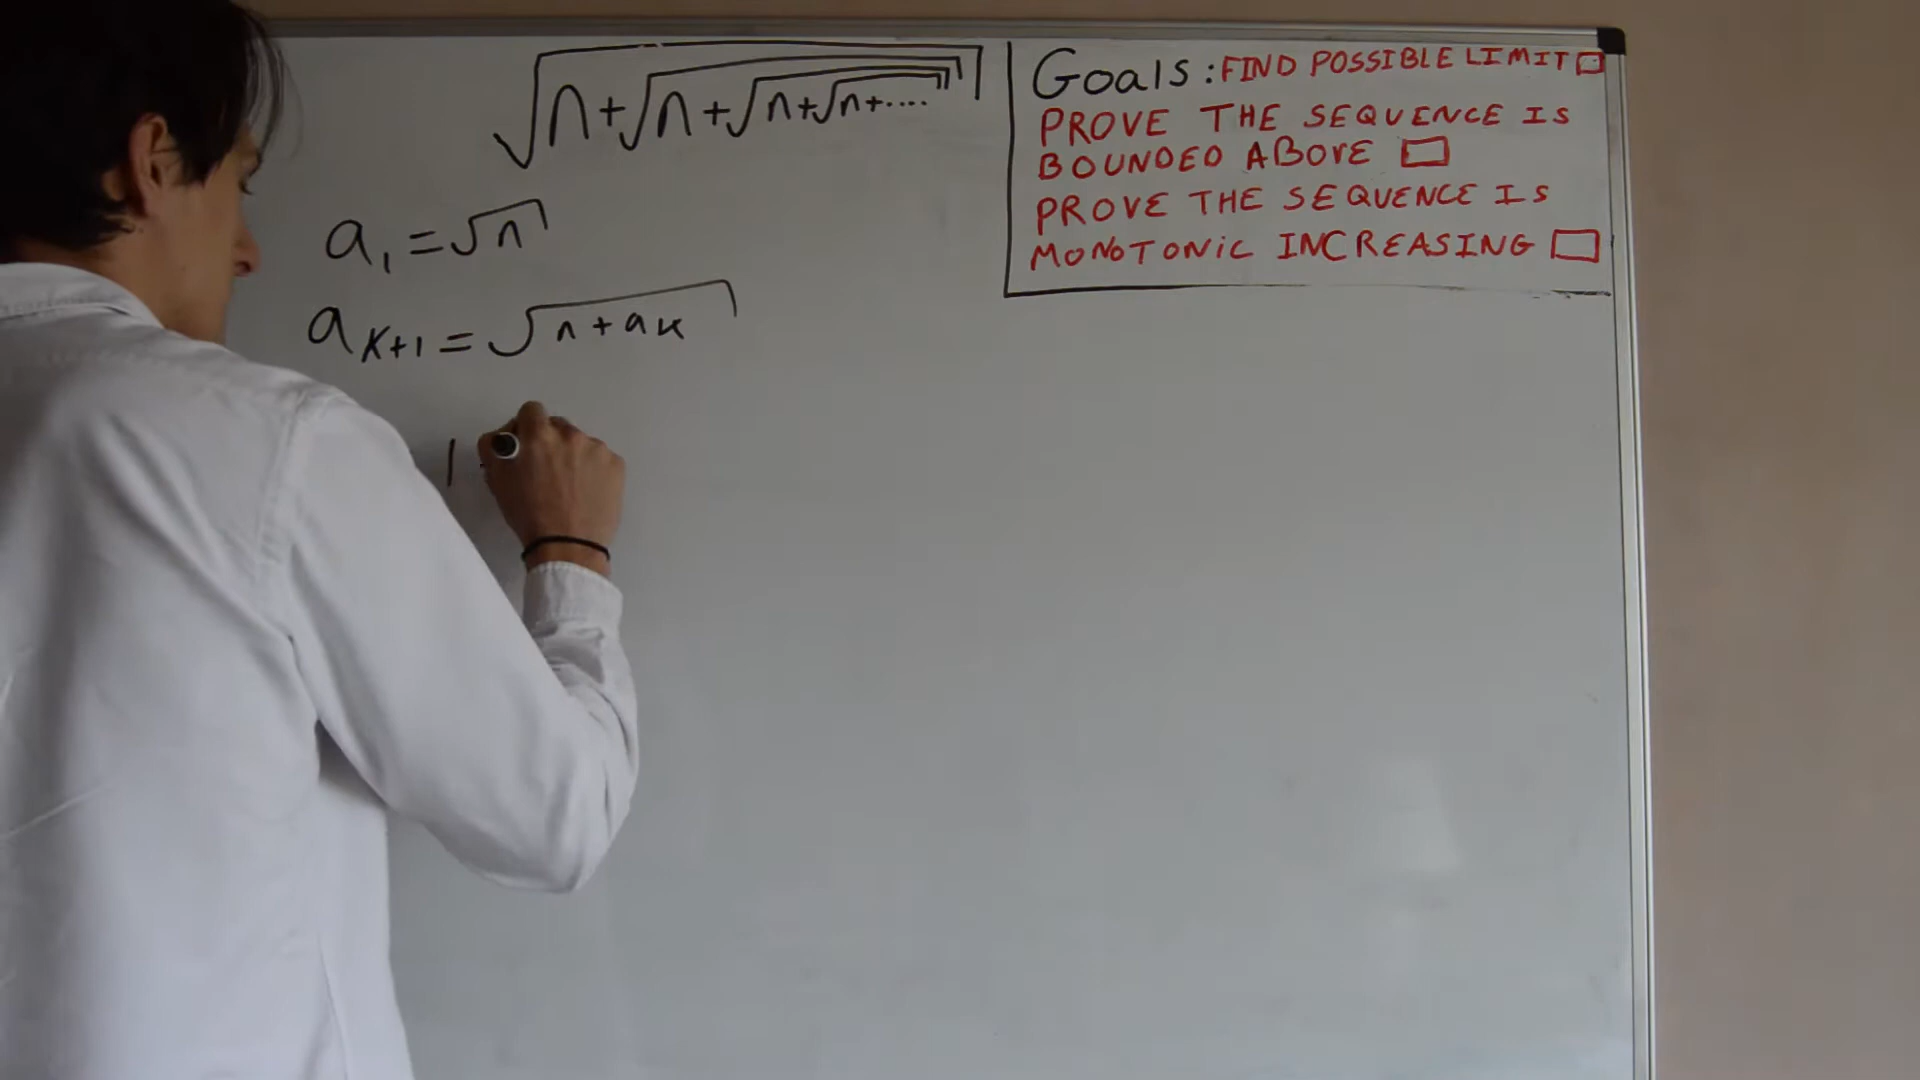 √n+√n+√n+√n+....
Goals: FIND POSSIBLE LIMIT
PROVE THE SEQUENCE IS
BOUNDED ABOVE
PROVE THE SEQUENCE IS
MONOTONIC INCREASING
a₁ = √n
aₖ₊₁ = √n + aₖ